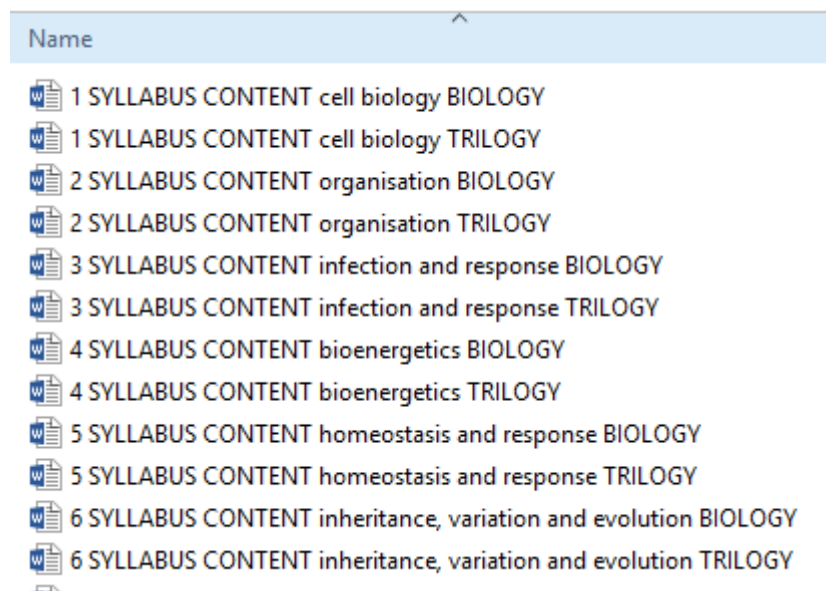 Name
1 SYLLABUS CONTENT cell biology BIOLOGY
1 SYLLABUS CONTENT cell biology TRILOGY
2 SYLLABUS CONTENT organisation BIOLOGY
2 SYLLABUS CONTENT organisation TRILOGY
3 SYLLABUS CONTENT infection and response BIOLOGY
3 SYLLABUS CONTENT infection and response TRILOGY
4 SYLLABUS CONTENT bioenergetics BIOLOGY
4 SYLLABUS CONTENT bioenergetics TRILOGY
5 SYLLABUS CONTENT homeostasis and response BIOLOGY
5 SYLLABUS CONTENT homeostasis and response TRILOGY
6 SYLLABUS CONTENT inheritance, variation and evolution BIOLOGY
6 SYLLABUS CONTENT inheritance, variation and evolution TRILOGY